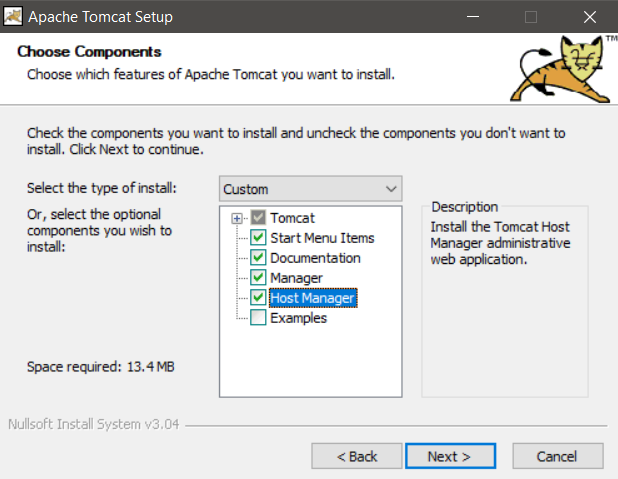 Apache Tomcat Setup
Choose Components
Choose which features of Apache Tomcat you want to install.
TM
Check the components you want to install and uncheck the components you don't want to
install. Click Next to continue.
Select the type of install:
Custom
Or, select the optional
components you wish to
install:
Tomcat
Start Menu Items
Documentation
Manager
Host Manager
Examples
Description
Install the Tomcat Host
Manager administrative
web application.
Space required: 13.4 MB
Nullsoft Install System v3.04
< Back
Next >
Cancel